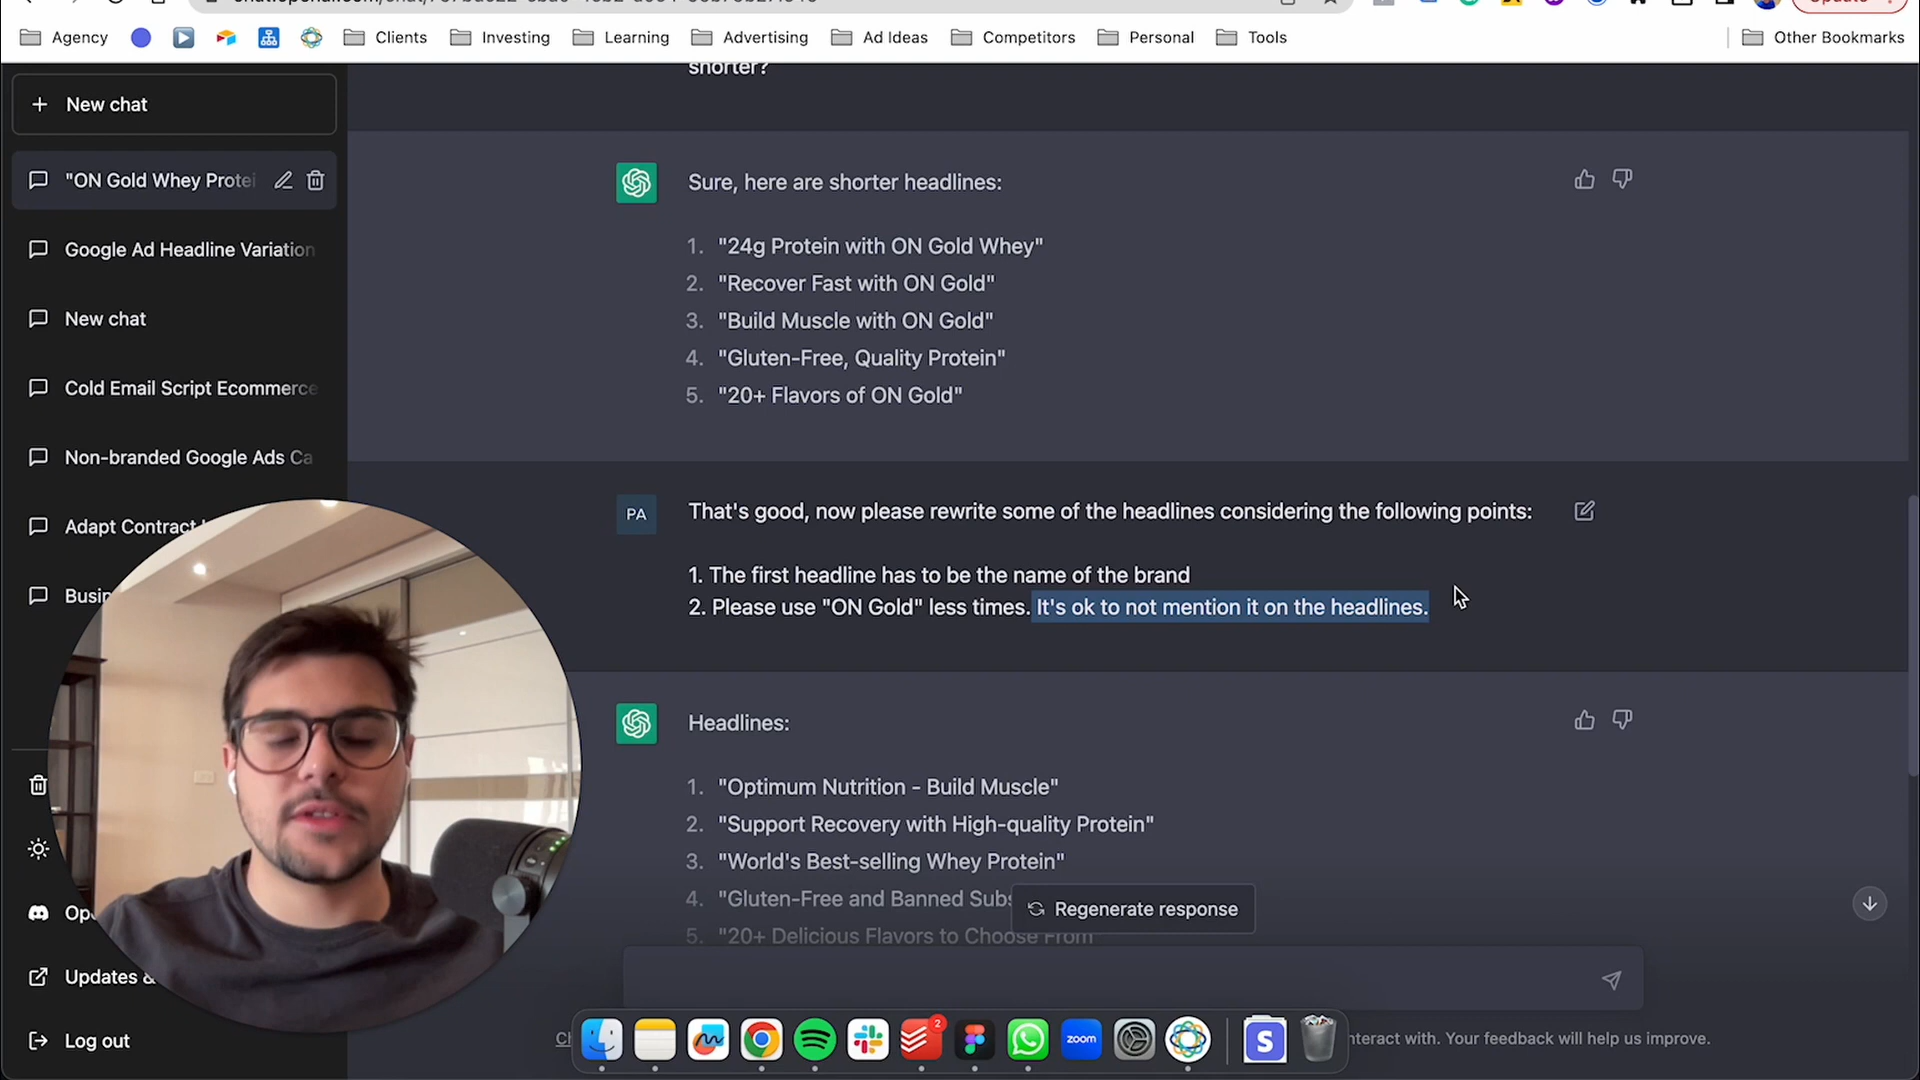 Agency
Clients
Investing
Learning
Advertising
Ad Ideas
Competitors
Personal
Tools
Other Bookmarks
shorter?
New chat
"ON Gold Whey Protei
Google Ad Headline Variation
New chat
Cold Email Script Ecommerce
Non-branded Google Ads Ca
Adapt Contract
Busin
Updates &
Log out
Sure, here are shorter headlines:
1. "24g Protein with ON Gold Whey"
2. "Recover Fast with ON Gold"
3. "Build Muscle with ON Gold"
4. "Gluten-Free, Quality Protein"
5. "20+ Flavors of ON Gold"
PA
That's good, now please rewrite some of the headlines considering the following points:
1. The first headline has to be the name of the brand
2. Please use "ON Gold" less times. It's ok to not mention it on the headlines.
Headlines:
1. "Optimum Nutrition - Build Muscle"
2. "Support Recovery with High-quality Protein"
3. "World's Best-selling Whey Protein"
4. "Gluten-Free and Banned Subs
5. "20+ Delicious Flavors to Choose From
Regenerate response
2
zoom
S
nteract with. Your feedback will help us improve.